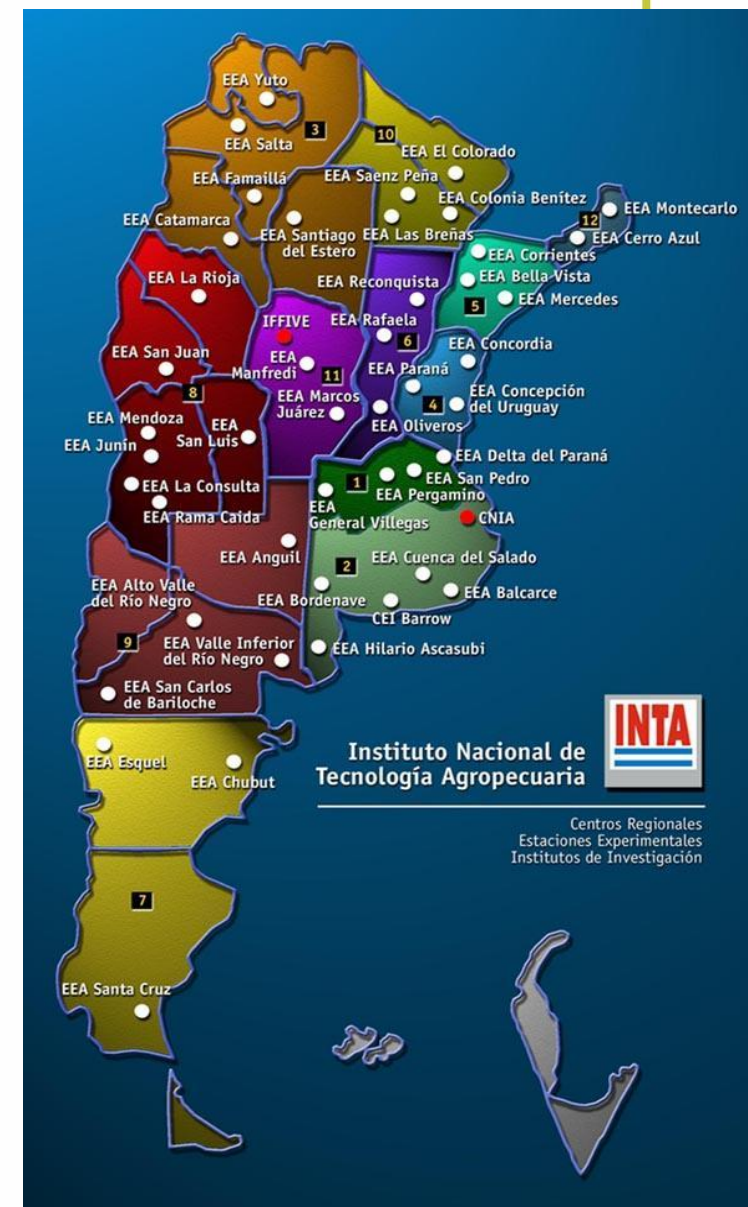 EEA Yuto
3
EEA Salta
10
EEA El Colorado
EEA Famaillá
EEA Saenz Peña
EEA Colonia Benítez
EEA Montecarlo
12
EEA Catamarca
EEA Santiago
del Estero
EEA Las Breñas
EEA Cerro Azul
EEA Corrientes
EEA La Rioja
EEA Reconquista
EEA Bella Vista
EEA Mercedes
5
IFFIVE
EEA Rafaela
6
EEA Concordia
EEA San Juan
EEA
Manfredi
11
EEA Paraná
8
EEA Marcos
Juárez
4
EEA Concepción
del Uruguay
EEA Mendoza
EEA
San Luis
EEA Oliveros
EEA Junín
EEA Delta del Paraná
EEA San Pedro
1
EEA La Consulta
EEA Pergamino
EEA Rama Caida
EEA
General Villegas
CNIA
EEA Anguil
2
EEA Cuenca del Salado
EEA Alto Valle
del Río Negro
EEA Bordenave
EEA Balcarce
CEI Barrow
9
EEA Valle Inferior
del Río Negro
EEA Hilario Ascasubi
EEA San Carlos
de Bariloche
INTA
EEA Esquel
EEA Chubut
Instituto Nacional de
Tecnología Agropecuaria
Centros Regionales
Estaciones Experimentales
Institutos de Investigación
7
EEA Santa Cruz